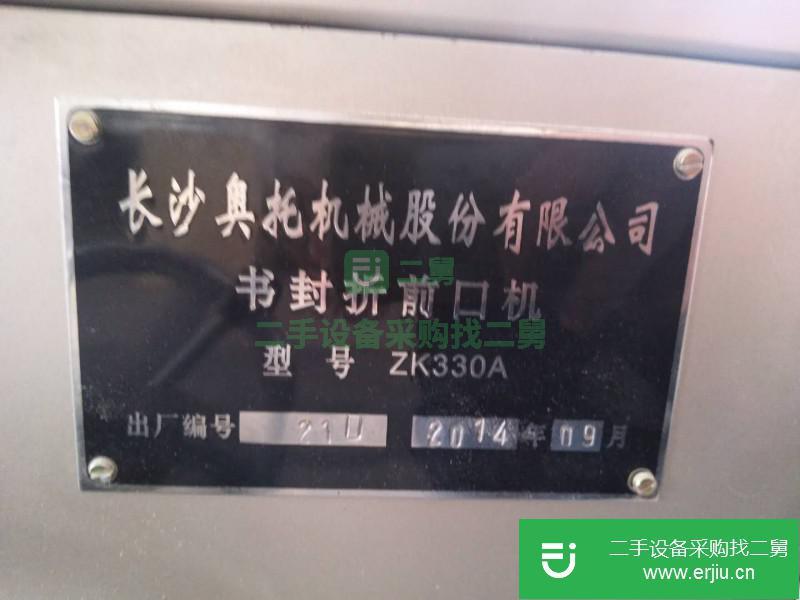 长沙奥托机械股份有限公司
二舅
书封折前口机
二手设备采购找二舅
型号 ZK330A
出厂编号 210 2014年09月
二手设备采购找二舅
www.erjiu.cn